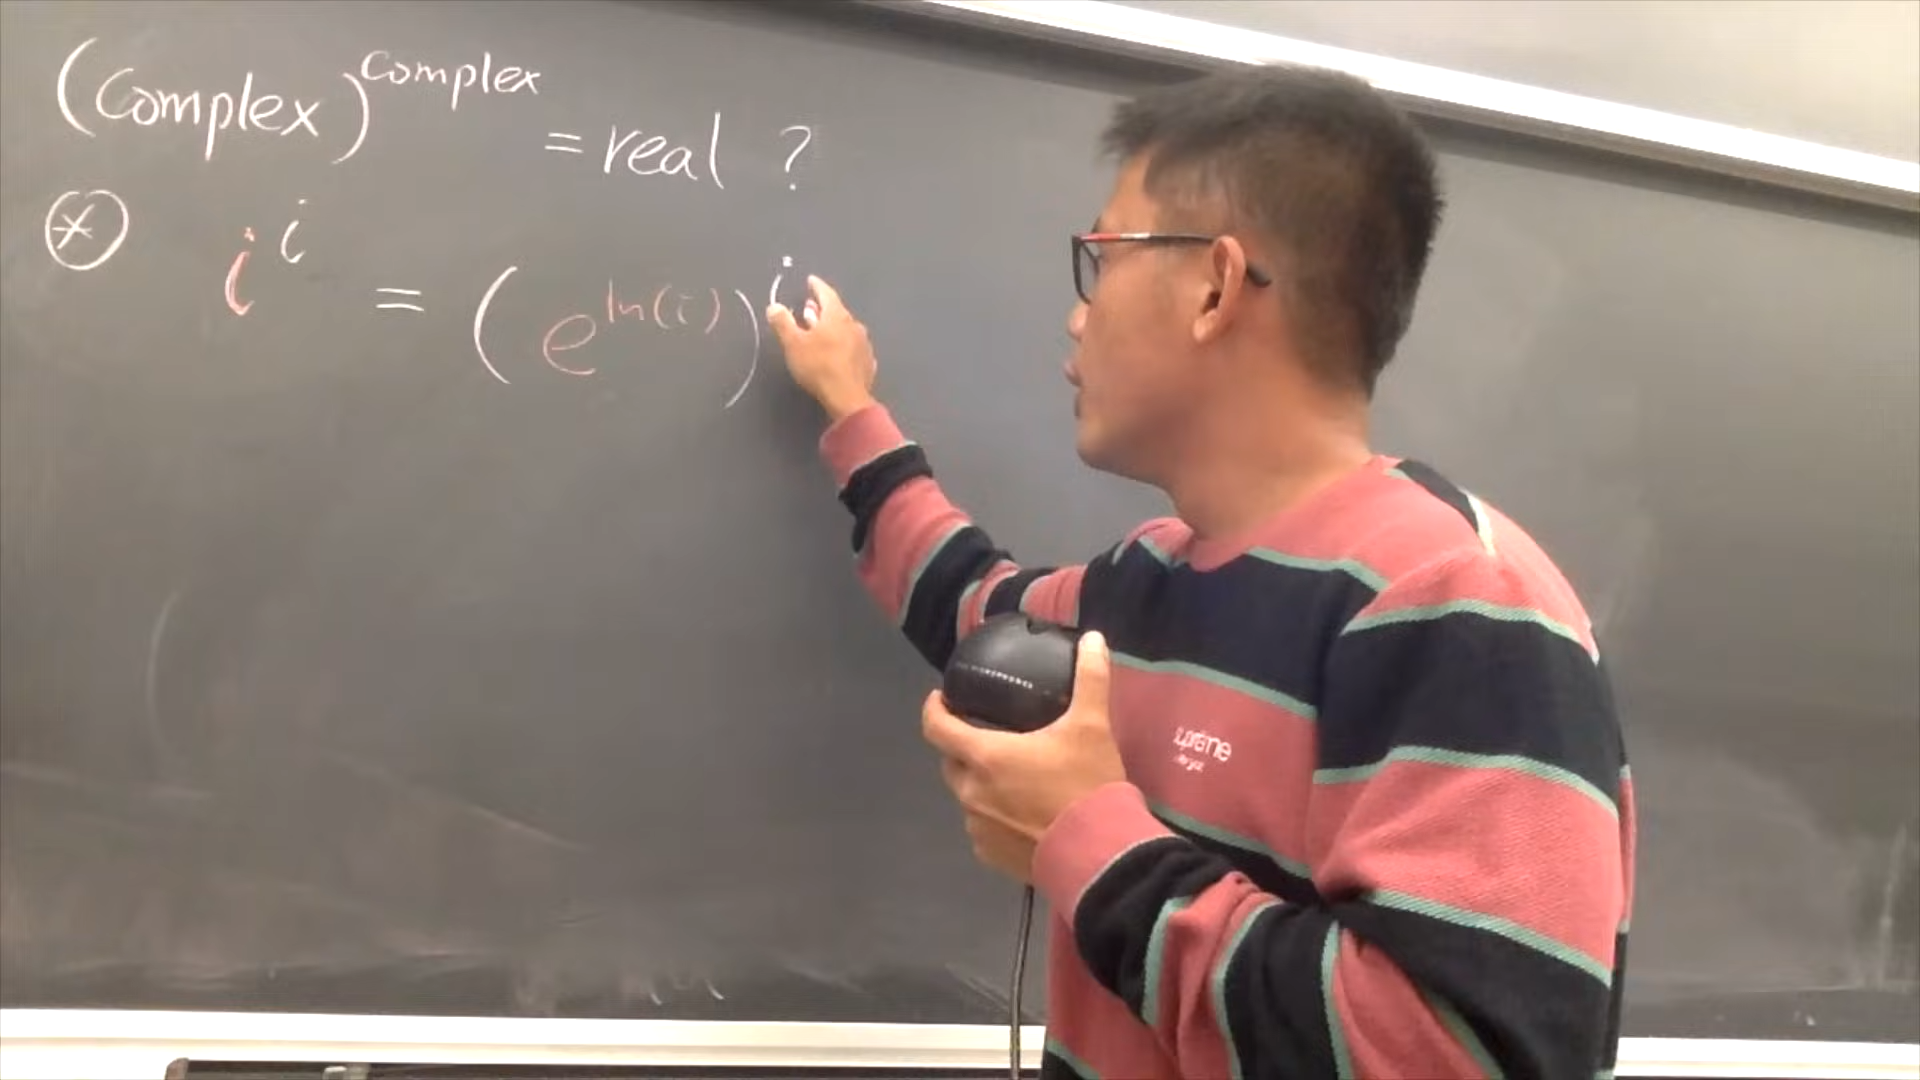 (Complex)^complex = real ?
⊛ i^i = (e^ln(i))^i